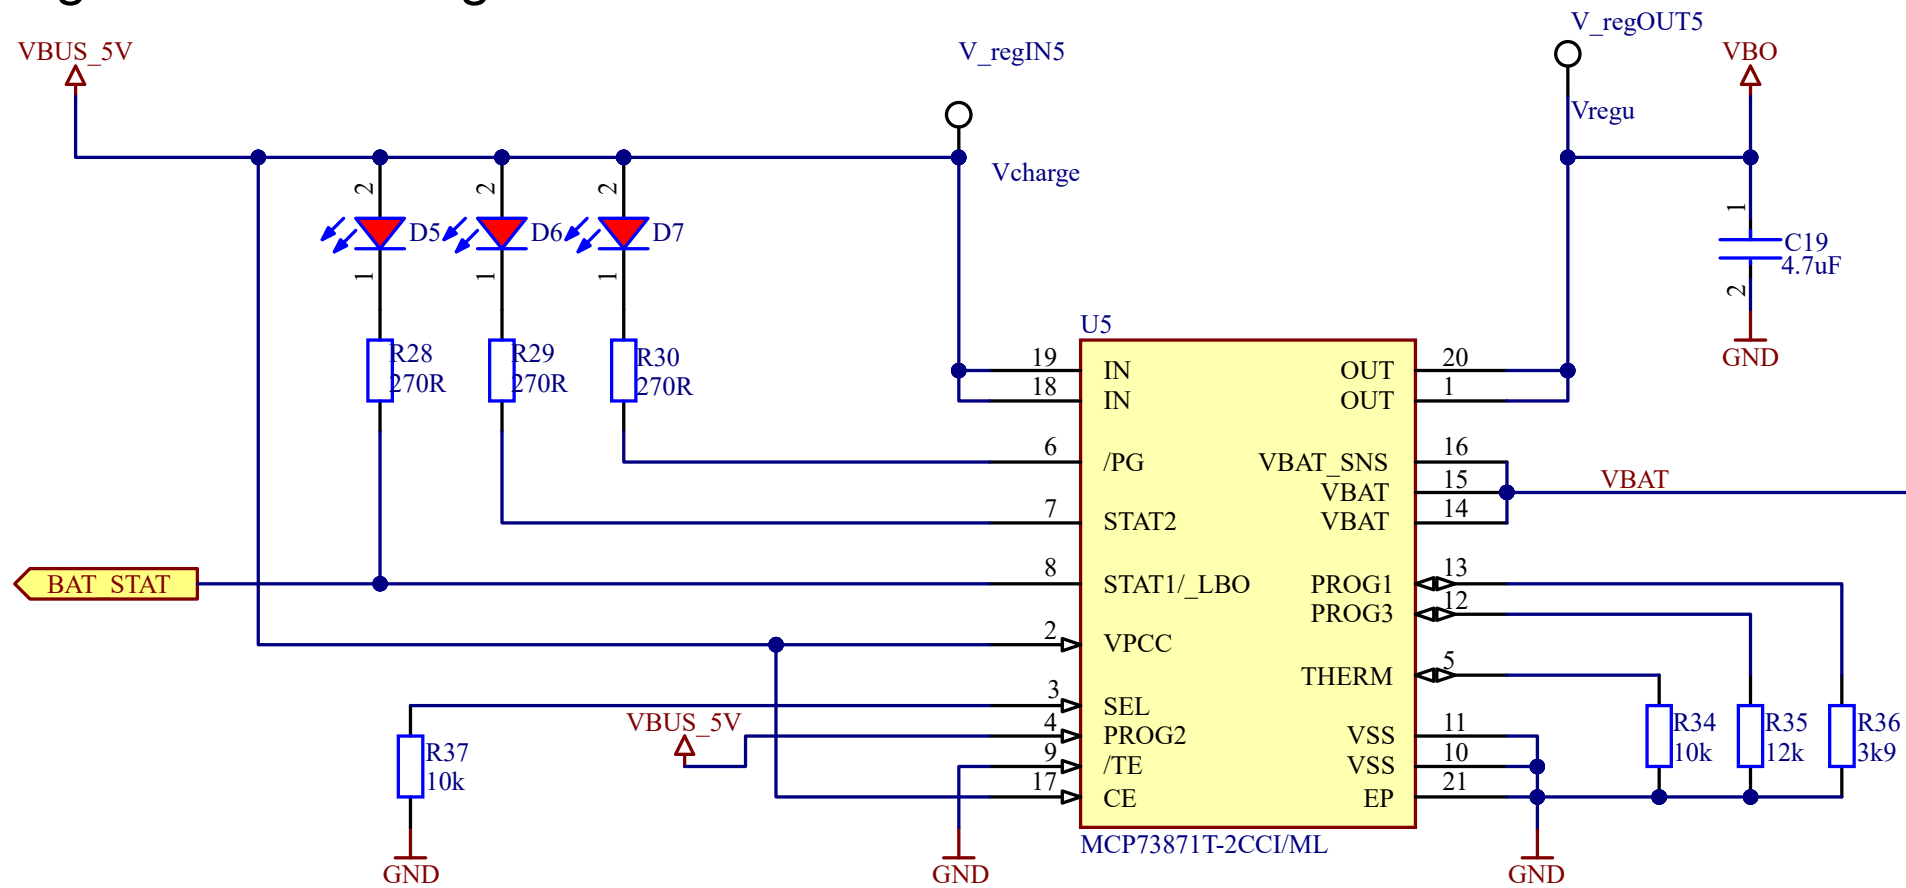 VBUS_5V
V_regIN5
V_regOUT5
VBO
Vregu
Vcharge
2
2
2
1
D5
D6
D7
C19
4.7uF
1
1
1
2
U5
GND
R28
270R
R29
270R
R30
270R
19 IN OUT 20
18 IN OUT 1
6 /PG VBAT_SNS 16
VBAT 15
VBAT
7 STAT2 VBAT 14
BAT_STAT
8 STAT1/_LBO PROG1 13
PROG3 12
2 VPCC
THERM 5
3 SEL
VBUS_5V
4 PROG2 VSS 11
9 /TE VSS 10
17 CE EP 21
R37
10k
R34
10k
R35
12k
R36
3k9
MCP73871T-2CCI/ML
GND
GND
GND